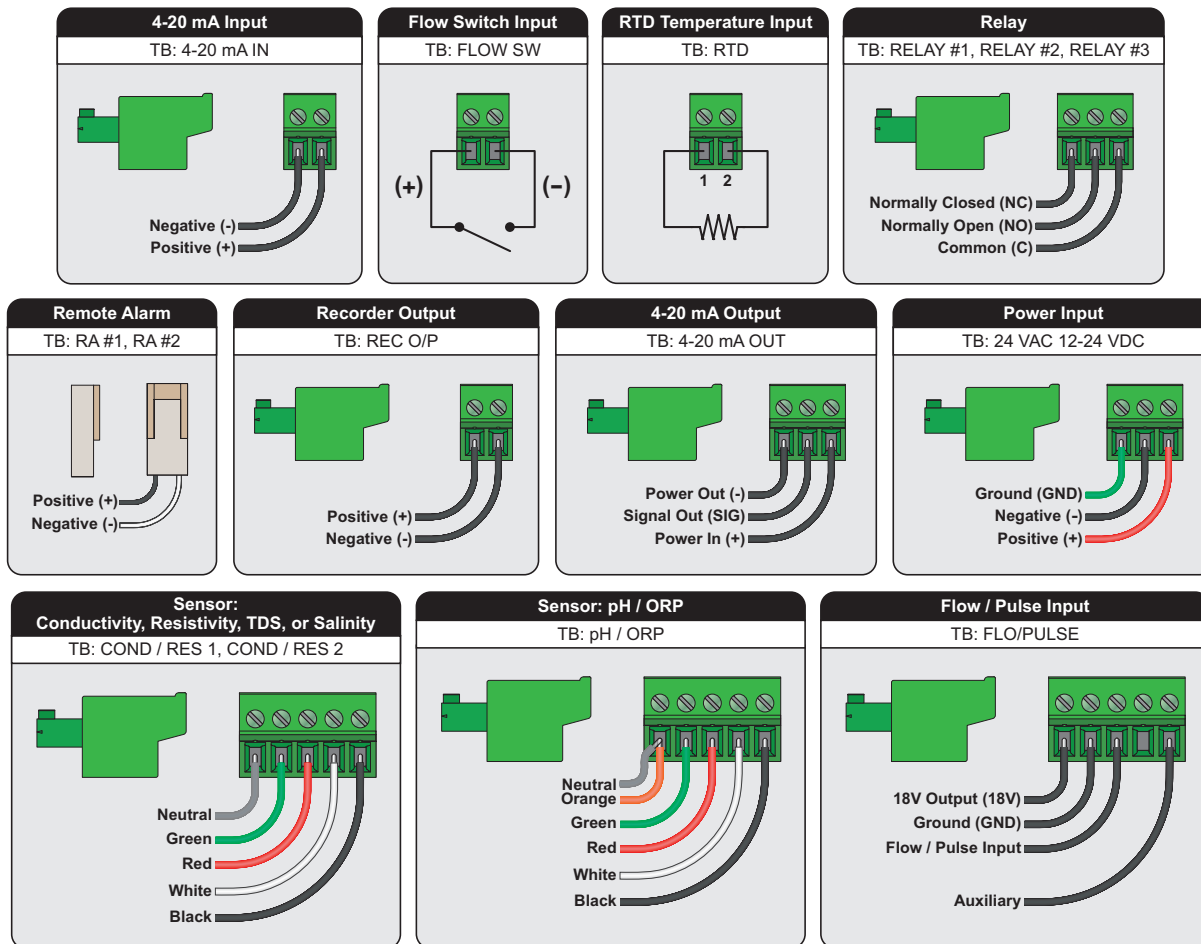 4-20 mA Input
TB: 4-20 mA IN
Negative (-)
Positive (+)
Flow Switch Input
TB: FLOW SW
(+)
(−)
RTD Temperature Input
TB: RTD
1 2
Relay
TB: RELAY #1, RELAY #2, RELAY #3
Normally Closed (NC)
Normally Open (NO)
Common (C)
Remote Alarm
TB: RA #1, RA #2
Positive (+)
Negative (-)
Recorder Output
TB: REC O/P
Positive (+)
Negative (-)
4-20 mA Output
TB: 4-20 mA OUT
Power Out (-)
Signal Out (SIG)
Power In (+)
Power Input
TB: 24 VAC 12-24 VDC
Ground (GND)
Negative (-)
Positive (+)
Sensor:
Conductivity, Resistivity, TDS, or Salinity
TB: COND / RES 1, COND / RES 2
Neutral
Green
Red
White
Black
Sensor: pH / ORP
TB: pH / ORP
Neutral
Orange
Green
Red
White
Black
Flow / Pulse Input
TB: FLO/PULSE
18V Output (18V)
Ground (GND)
Flow / Pulse Input
Auxiliary